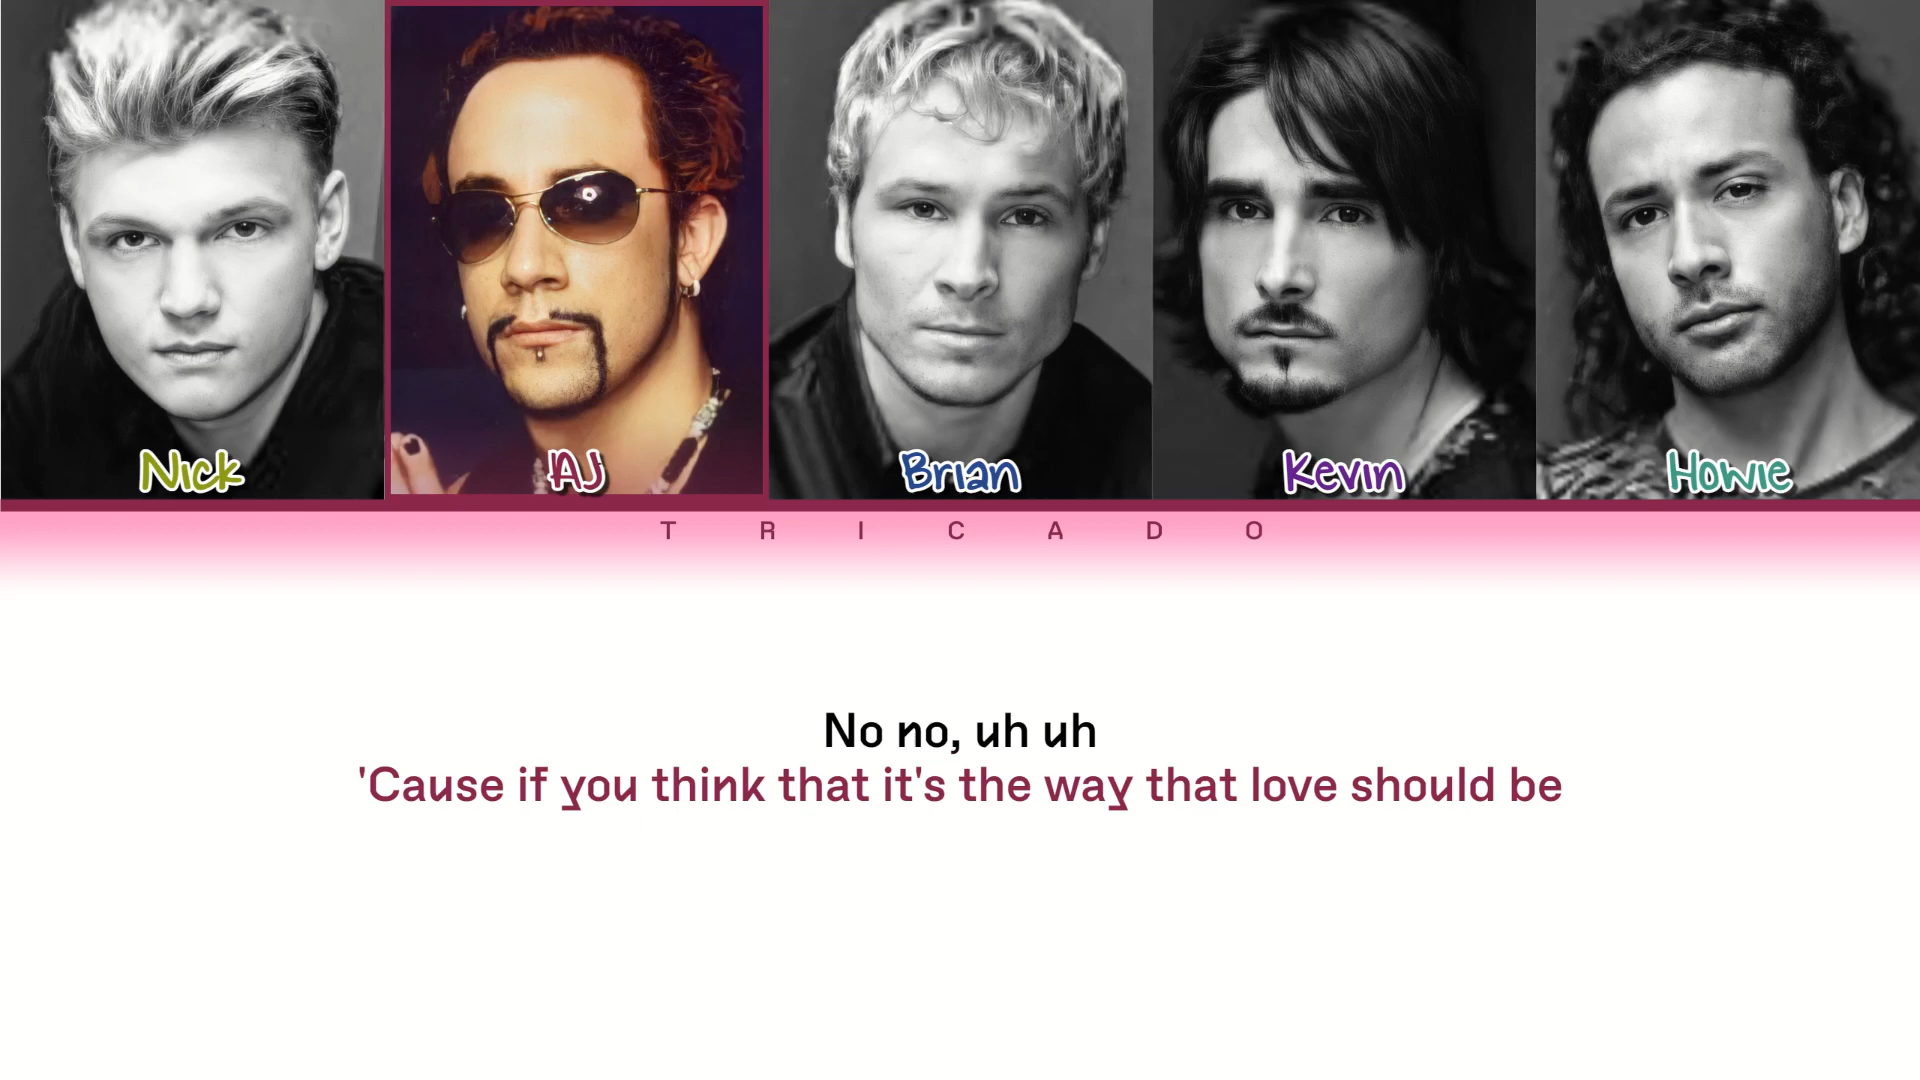 Nick AJ Brian Kevin Howie
TRICADO
No no, uh uh
'Cause if you think that it's the way that love should be